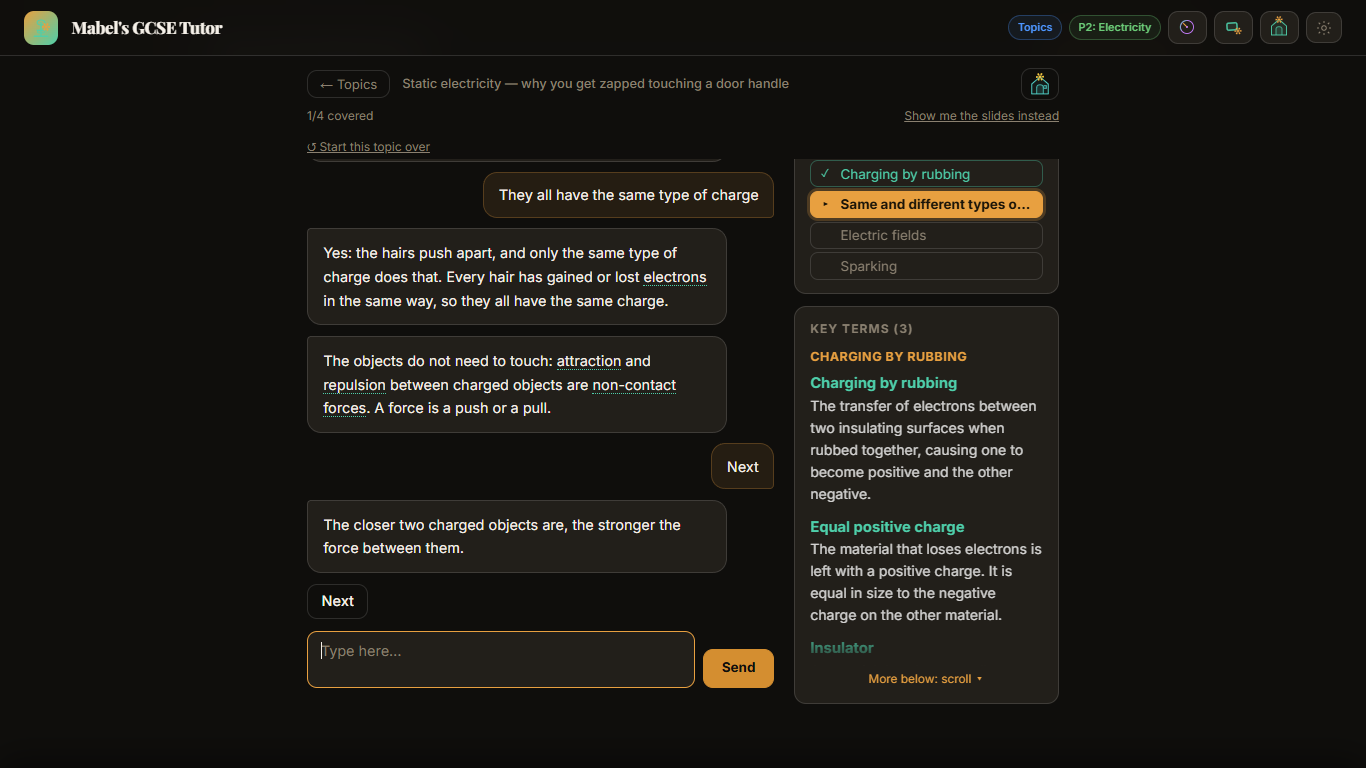 Mabel's GCSE Tutor
Topics
P2: Electricity
← Topics
Static electricity — why you get zapped touching a door handle
1/4 covered
Show me the slides instead
↺ Start this topic over
They all have the same type of charge
Yes: the hairs push apart, and only the same type of
charge does that. Every hair has gained or lost electrons
in the same way, so they all have the same charge.
The objects do not need to touch: attraction and
repulsion between charged objects are non-contact
forces. A force is a push or a pull.
Next
The closer two charged objects are, the stronger the
force between them.
Next
Type here...
Send
✓ Charging by rubbing
▸ Same and different types o...
Electric fields
Sparking
KEY TERMS (3)
CHARGING BY RUBBING
Charging by rubbing
The transfer of electrons between
two insulating surfaces when
rubbed together, causing one to
become positive and the other
negative.
Equal positive charge
The material that loses electrons is
left with a positive charge. It is
equal in size to the negative
charge on the other material.
Insulator
More below: scroll ▾